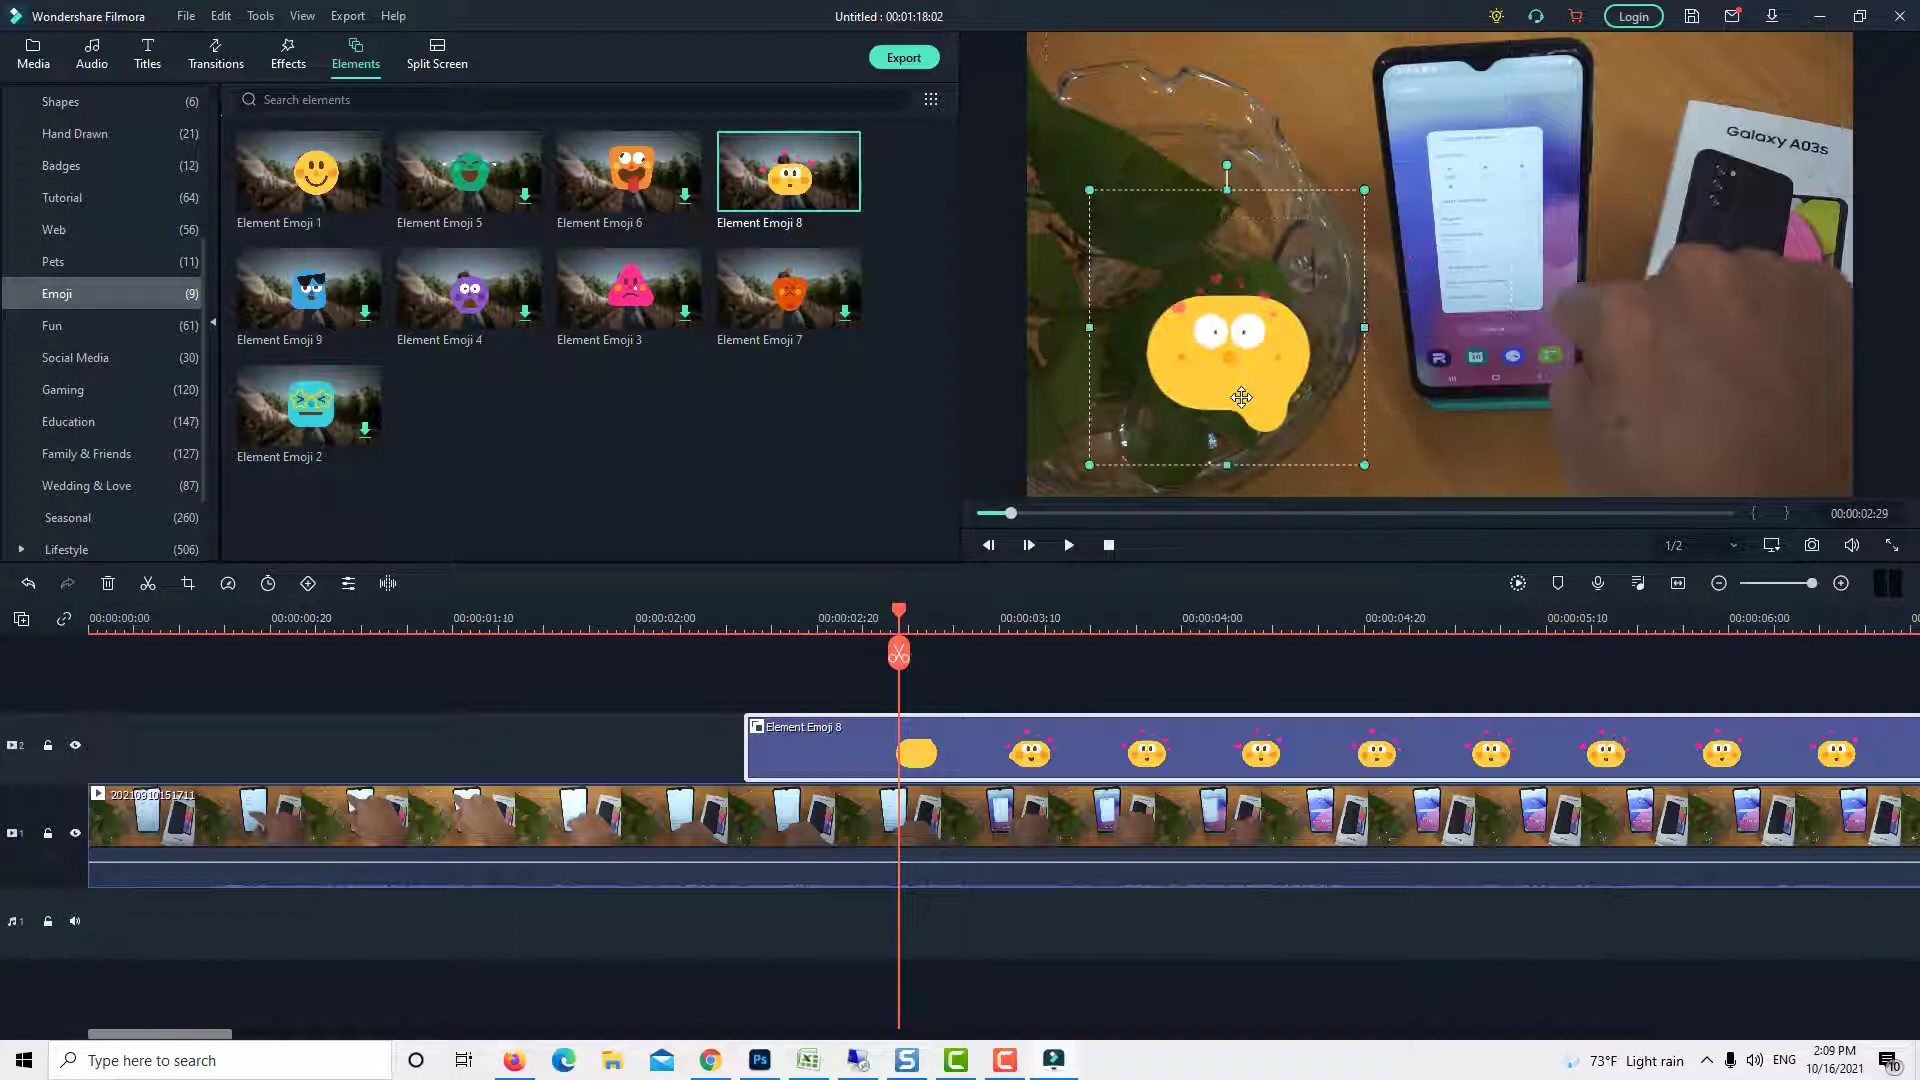 Wondershare Filmora
File
Edit
Tools
View
Export
Help
Untitled : 00:01:18:02
Login
Media
Audio
Titles
Transitions
Effects
Elements
Split Screen
Export
Shapes (6)
Hand Drawn (21)
Badges (12)
Tutorial (64)
Web (56)
Pets (11)
Emoji (9)
Fun (61)
Social Media (30)
Gaming (120)
Education (147)
Family & Friends (127)
Wedding & Love (87)
Seasonal (260)
Lifestyle (506)
Search elements
Element Emoji 1
Element Emoji 5
Element Emoji 6
Element Emoji 8
Element Emoji 9
Element Emoji 4
Element Emoji 3
Element Emoji 7
Element Emoji 2
Galaxy A03s
00:00:02:29
1/2
00:00:00:00
00:00:00:20
00:00:01:10
00:00:02:00
00:00:02:20
00:00:03:10
00:00:04:00
00:00:04:20
00:00:05:10
00:00:06:00
Element Emoji 8
2
20210910151711
1
1
Type here to search
73°F Light rain
ENG
2:09 PM
10/16/2021
10